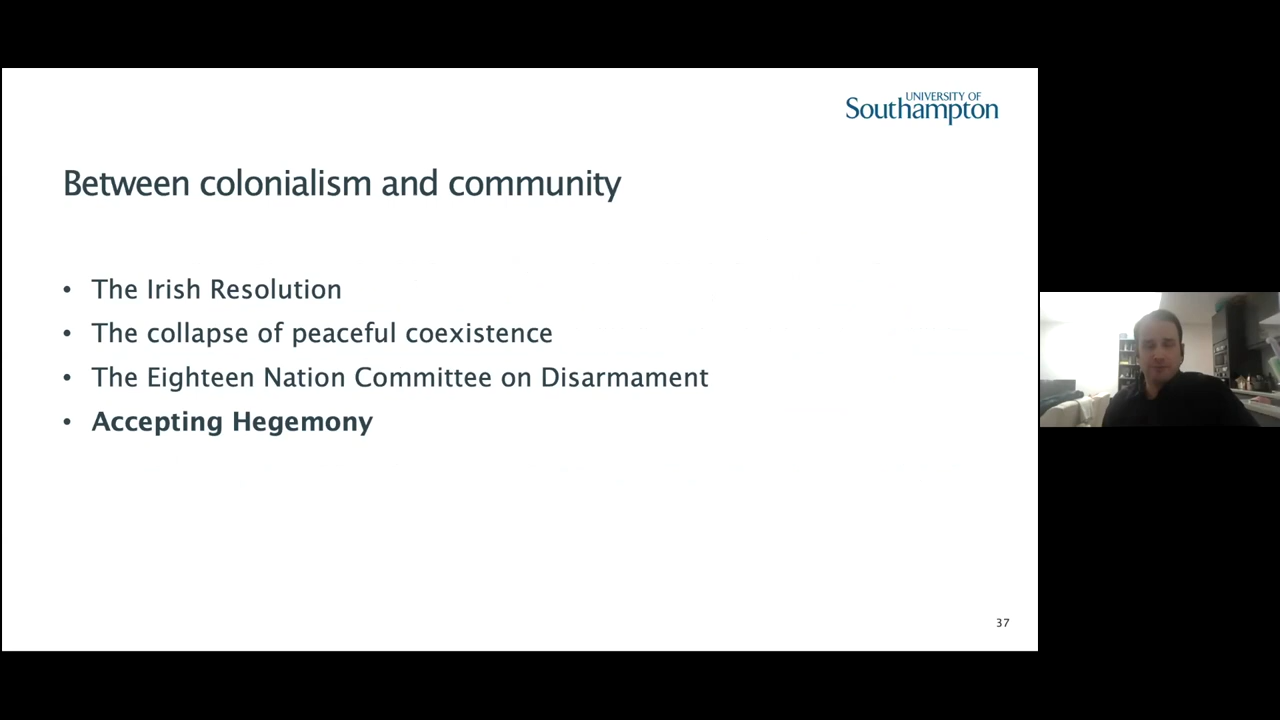 UNIVERSITY OF
Southampton
Between colonialism and community
• The Irish Resolution
• The collapse of peaceful coexistence
• The Eighteen Nation Committee on Disarmament
• Accepting Hegemony
37